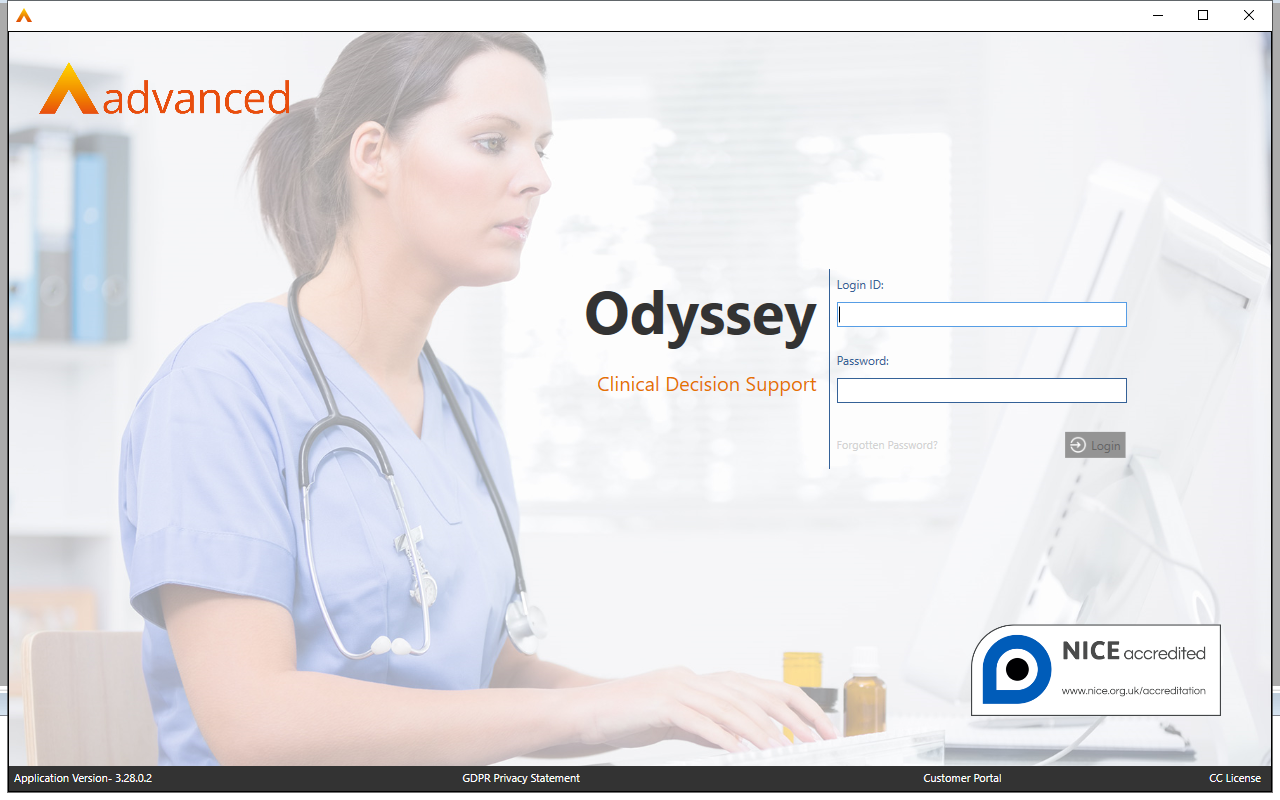 advanced
Odyssey
Clinical Decision Support
Login ID:
Password:
Forgotten Password?
Login
NICE accredited
www.nice.org.uk/accreditation
Application Version- 3.28.0.2
GDPR Privacy Statement
Customer Portal
CC License